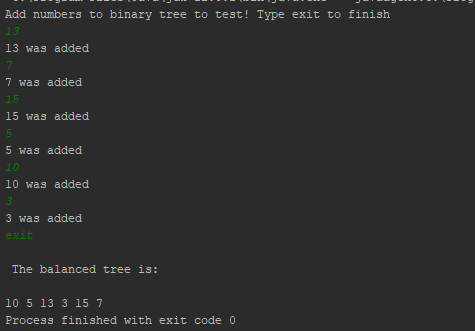 Add numbers to binary tree to test! Type exit to finish
13
13 was added
7
7 was added
15
15 was added
5
5 was added
10
10 was added
3
3 was added
exit
The balanced tree is:
10 5 13 3 15 7
Process finished with exit code 0